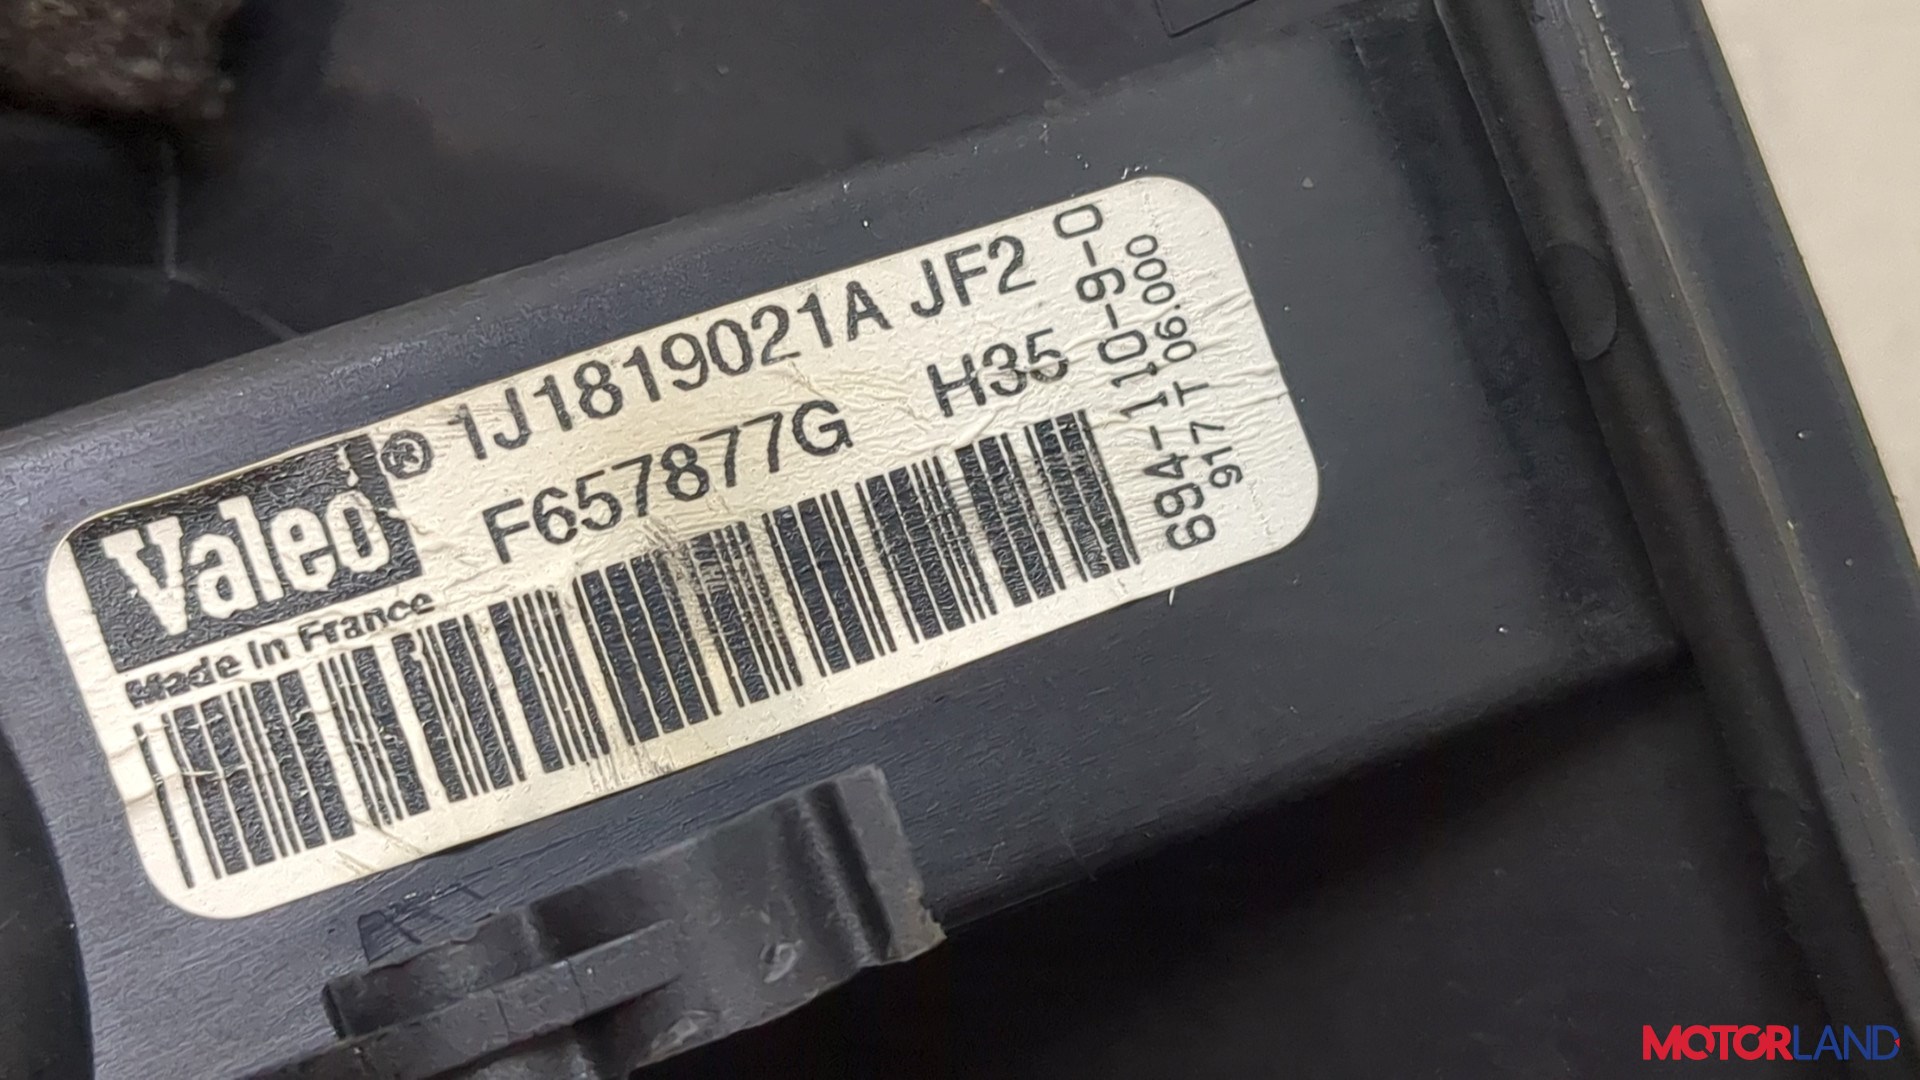 Valeo® 1J1819021A JF2
F657877G H35
Made In France
694-110-9-0
917 T 06.000
MOTORLAND